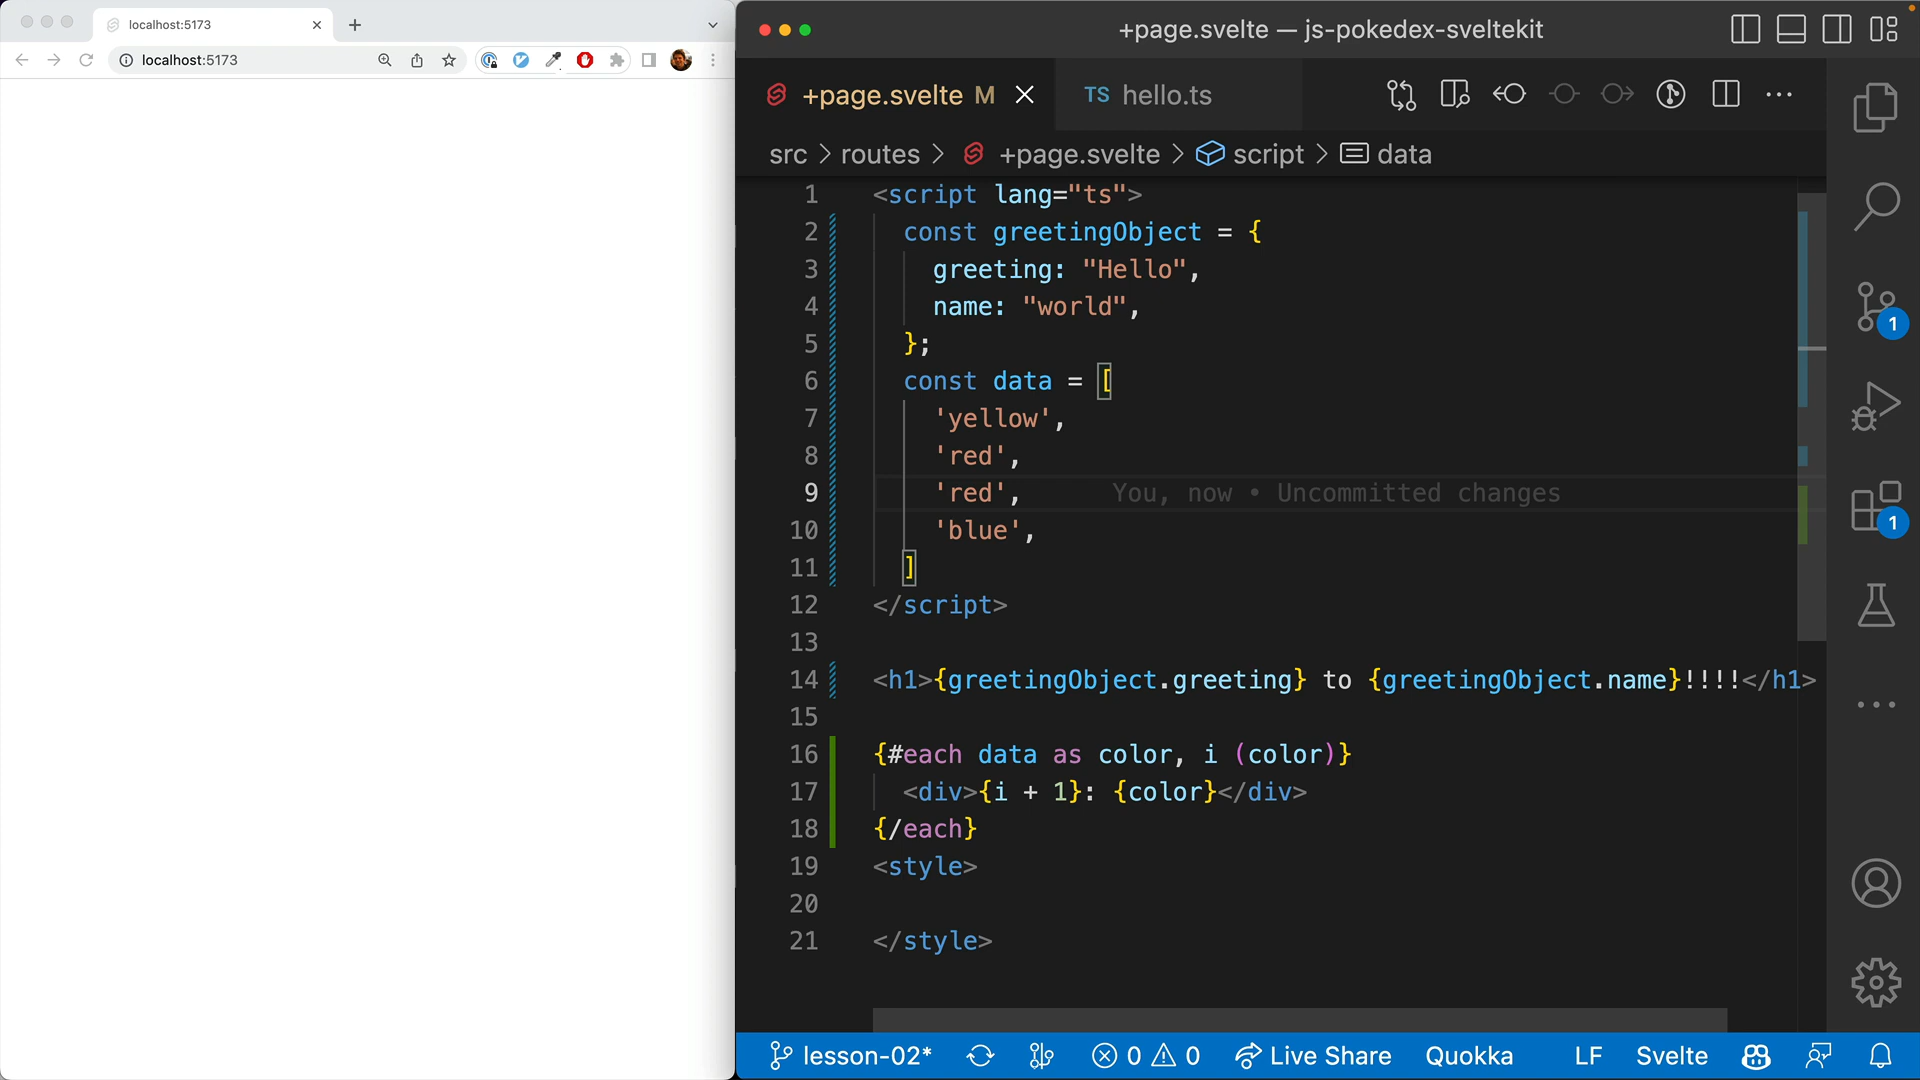 localhost:5173
localhost:5173
+page.svelte — js-pokedex-sveltekit
+page.svelte M
TS hello.ts
src > routes > +page.svelte > script > data
1 <script lang="ts">
2 const greetingObject = {
3 greeting: "Hello",
4 name: "world",
5 };
6 const data = [
7 'yellow',
8 'red',
9 'red', You, now • Uncommitted changes
10 'blue',
11 ]
12 </script>
13
14 <h1>{greetingObject.greeting} to {greetingObject.name}!!!!</h1>
15
16 {#each data as color, i (color)}
17 <div>{i + 1}: {color}</div>
18 {/each}
19 <style>
20
21 </style>
1
1
lesson-02* 0 0 Live Share Quokka LF Svelte